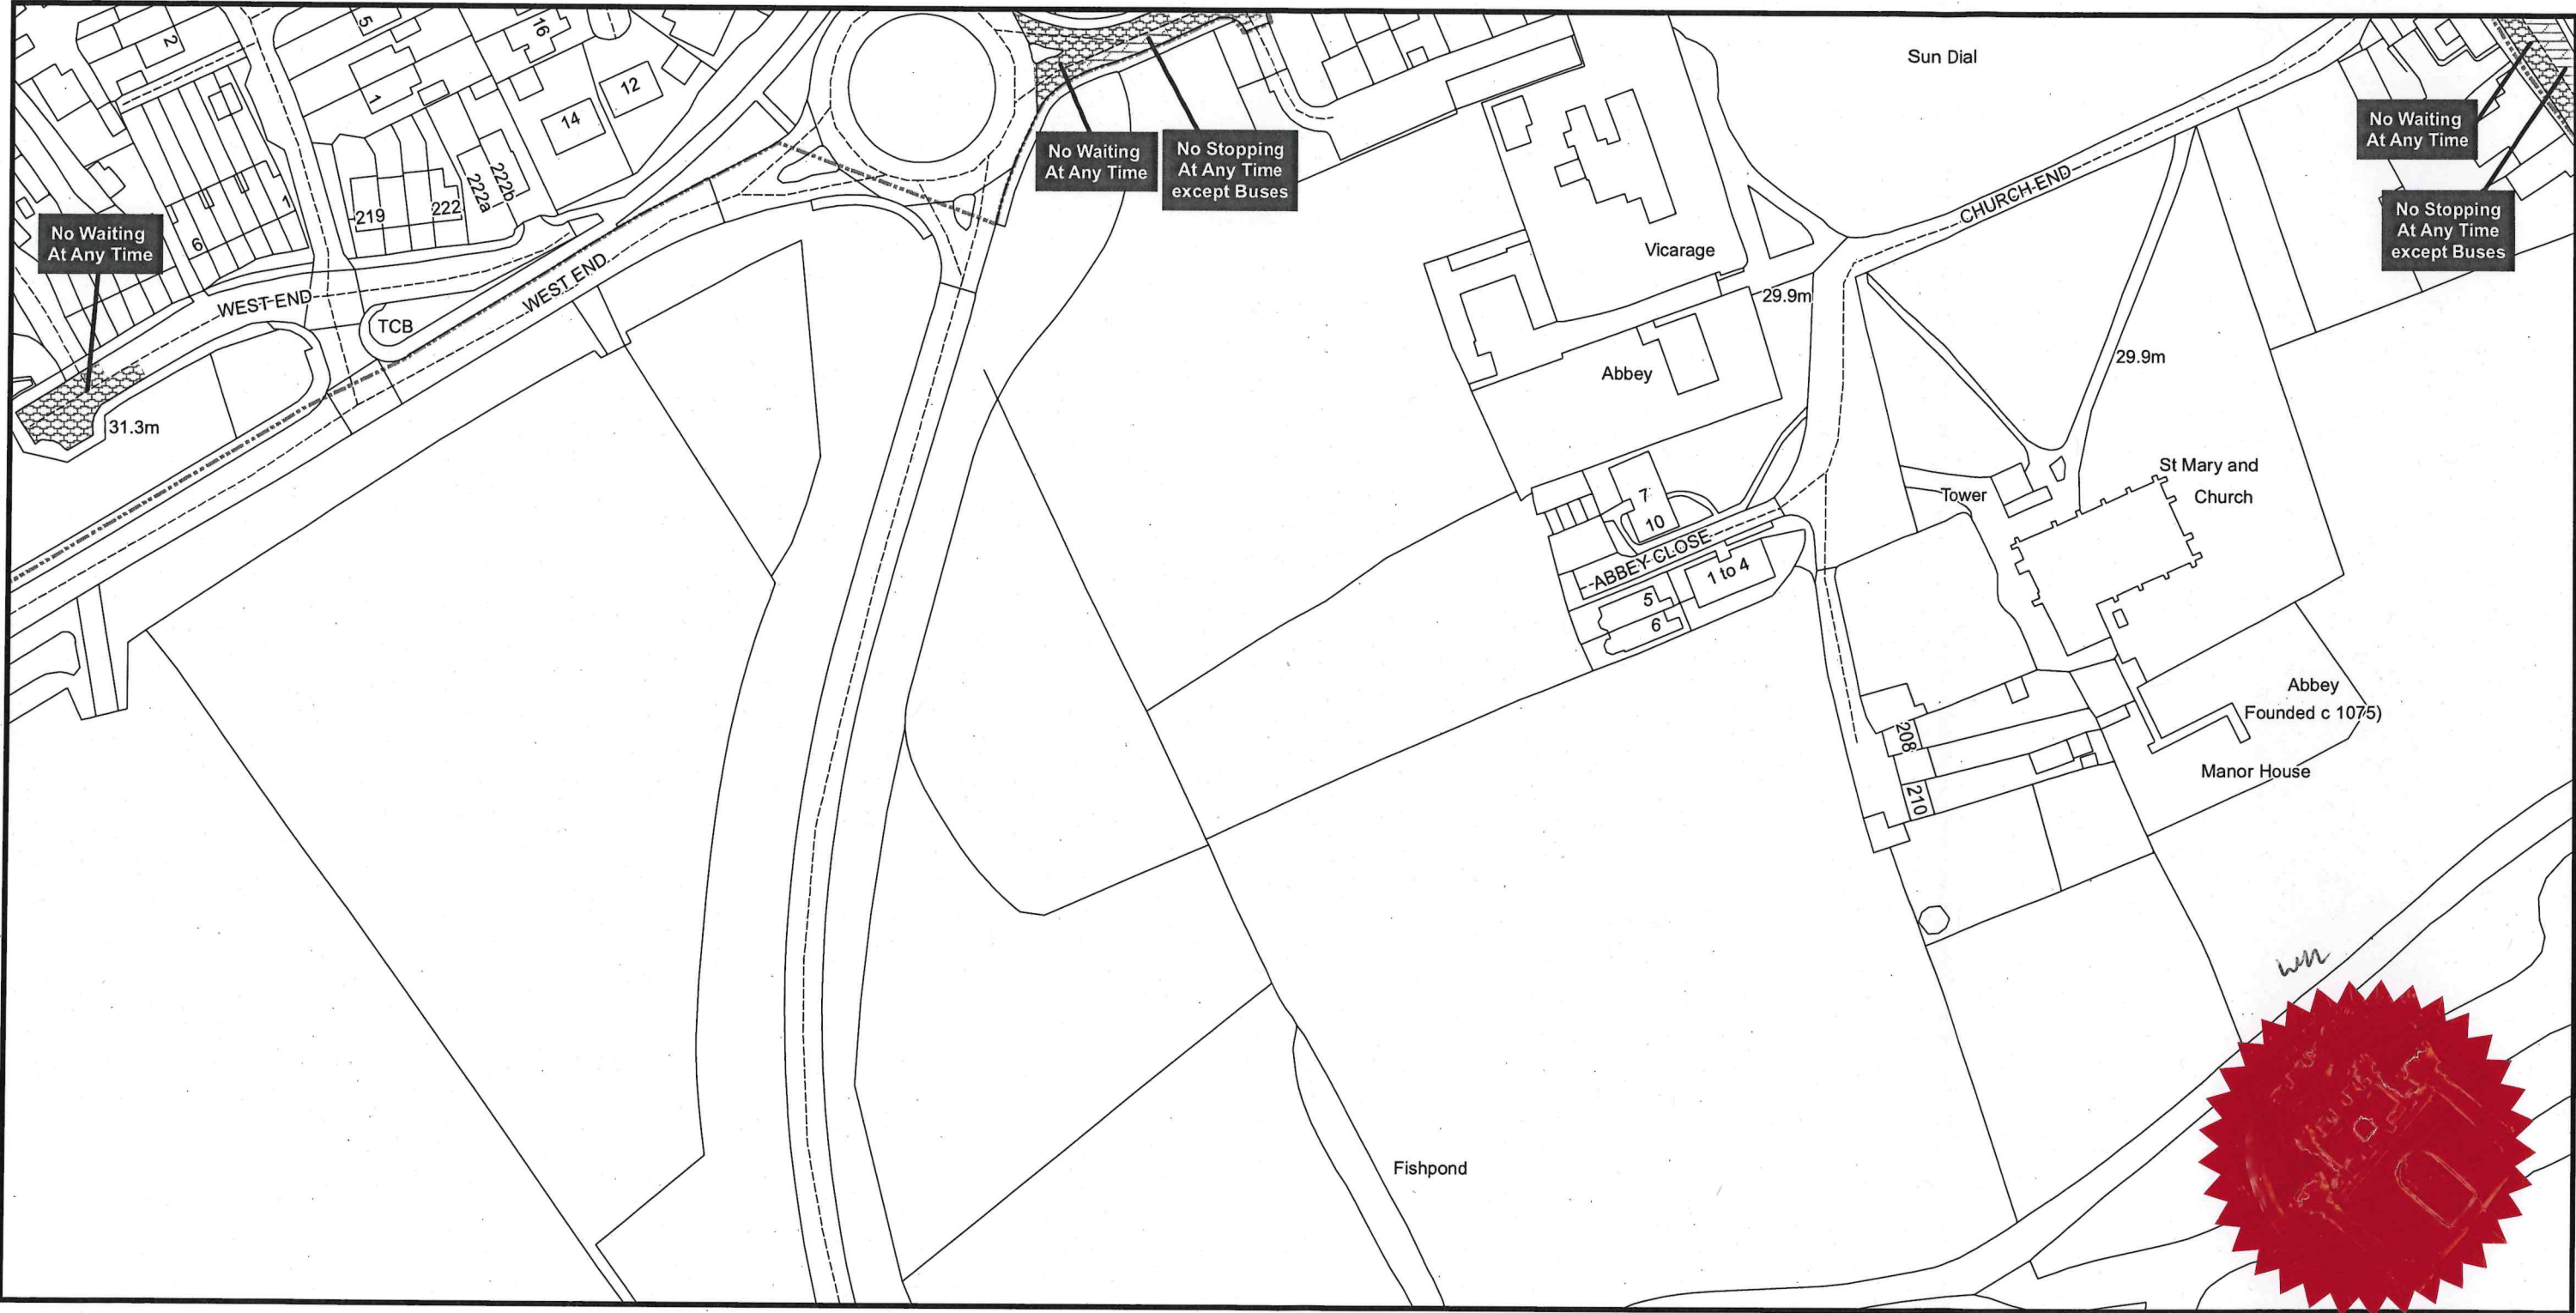 5
16
2
1
12
14
Sun Dial
No Waiting
At Any Time
No Stopping
At Any Time
except Buses
No Waiting
At Any Time
No Stopping
At Any Time
except Buses
CHURCH END
219
222
222a
222b
1
6
No Waiting
At Any Time
Vicarage
WEST END
WEST END
TCB
29.9m
29.9m
Abbey
31.3m
St Mary and
Church
Tower
7
10
ABBEY CLOSE
1 to 4
5
6
Abbey
Founded c 1075)
208
Manor House
210
Fishpond